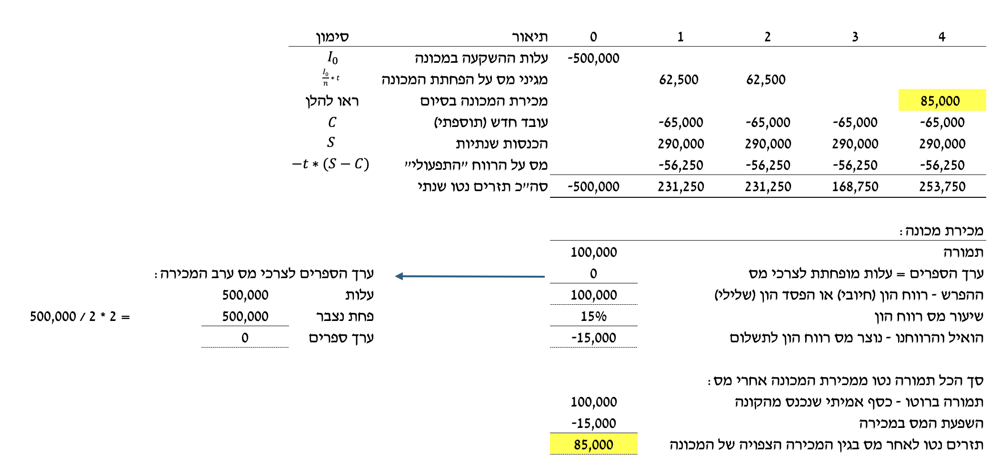 סימון תיאור 0 1 2 3 4
I₀ עלות ההשקעה במכונה -500,000
I₀/n * t מגיני מס על הפחתת המכונה 62,500 62,500
ראו להלן מכירת המכונה בסיום 85,000
C עובד חדש (תוספתי) -65,000 -65,000 -65,000 -65,000
S הכנסות שנתיות 290,000 290,000 290,000 290,000
−t ∗ (S − C) מס על הרווח "התפעולי" -56,250 -56,250 -56,250 -56,250
סה"כ תזרים נטו שנתי -500,000 231,250 231,250 168,750 253,750
מכירת מכונה:
תמורה 100,000
ערך הספרים = עלות מופחתת לצרכי מס 0
ההפרש - רווח הון (חיובי) או הפסד הון (שלילי) 100,000
שיעור מס רווח הון 15%
הואיל והרווחנו - נוצר מס רווח הון לתשלום -15,000
ערך הספרים לצרכי מס ערב המכירה:
עלות 500,000
פחת נצבר 500,000 500,000 / 2 * 2 =
ערך ספרים 0
סך הכל תמורה נטו ממכירת המכונה אחרי מס:
תמורה ברוטו - כסף אמיתי שנכנס מהקונה 100,000
השפעת המס במכירה -15,000
תזרים נטו לאחר מס בגין המכירה הצפויה של המכונה 85,000